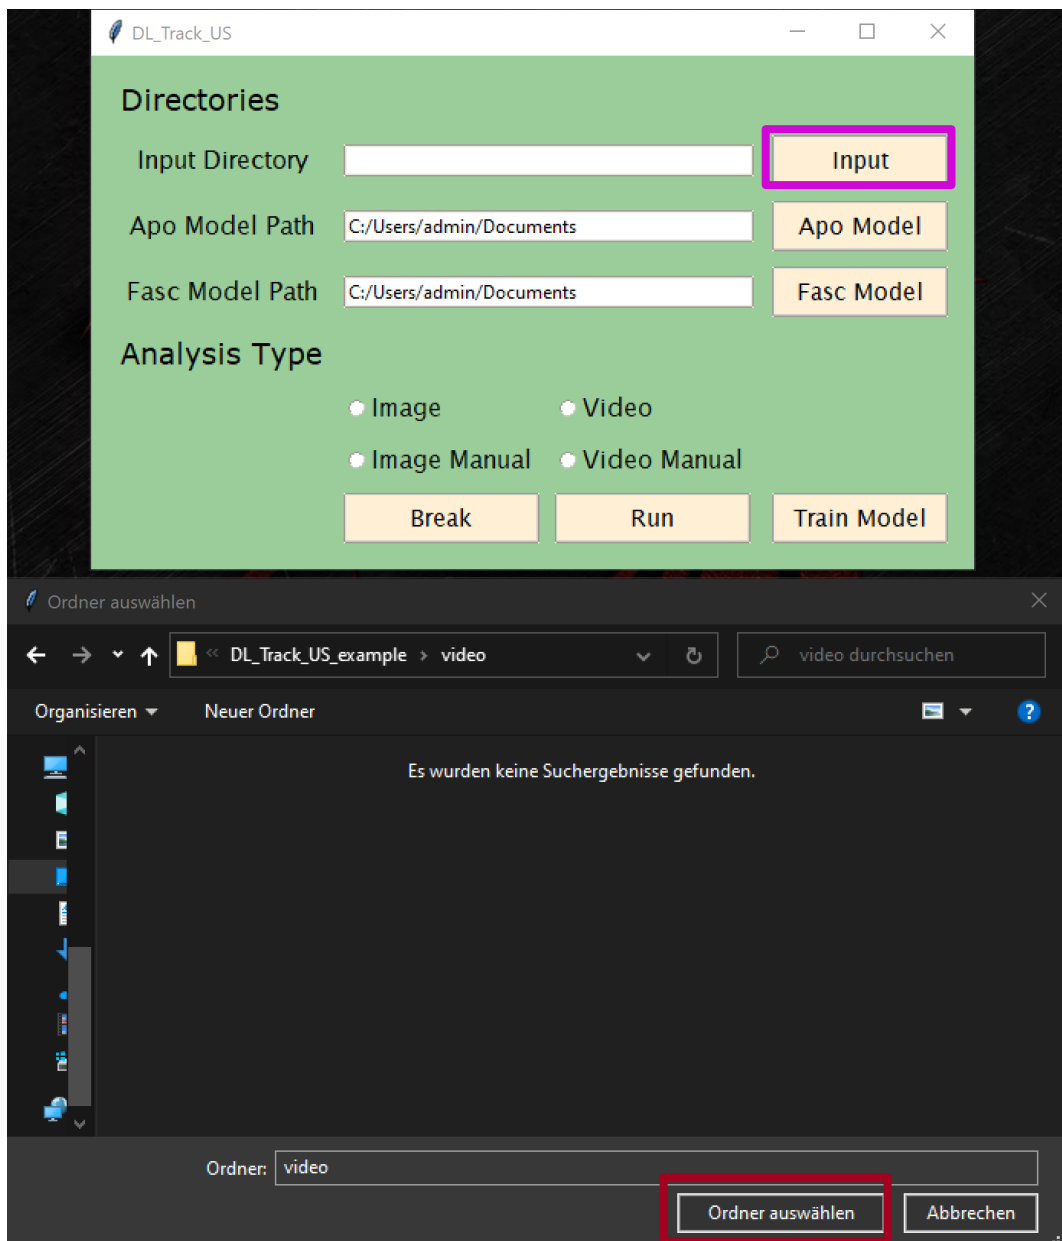 DL_Track_US
Directories
Input Directory
Input
Apo Model Path
C:/Users/admin/Documents
Apo Model
Fasc Model Path
C:/Users/admin/Documents
Fasc Model
Analysis Type
Image
Video
Image Manual
Video Manual
Break
Run
Train Model
Ordner auswählen
« DL_Track_US_example › video
video durchsuchen
Organisieren
Neuer Ordner
?
Es wurden keine Suchergebnisse gefunden.
Ordner: video
Ordner auswählen
Abbrechen